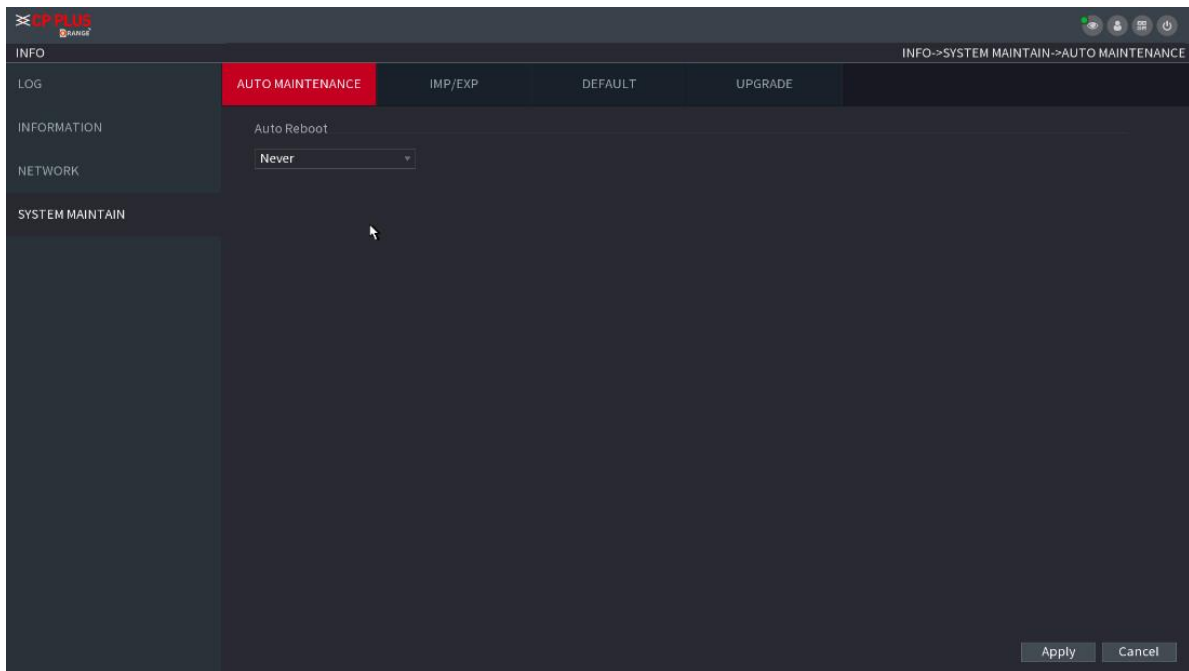 CP PLUS
ORANGE
INFO
INFO->SYSTEM MAINTAIN->AUTO MAINTENANCE
LOG
AUTO MAINTENANCE
IMP/EXP
DEFAULT
UPGRADE
INFORMATION
Auto Reboot
Never
NETWORK
SYSTEM MAINTAIN
Apply
Cancel